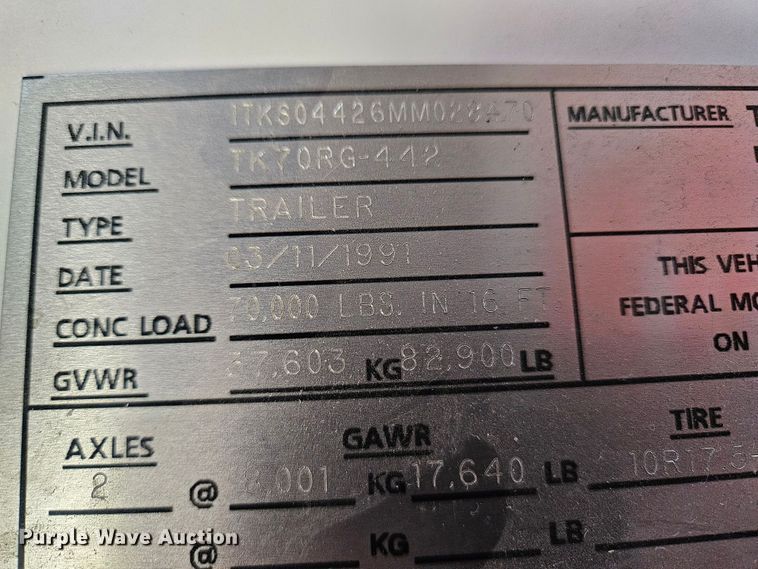 V.I.N. 1TKS04426MM028470
MODEL TK70RG-442
TYPE TRAILER
DATE 03/11/1991
CONC LOAD 70,000 LBS. IN 16 FT.
GVWR 37,603 KG 82,900 LB
MANUFACTURER T
THIS VEH
FEDERAL MO
ON
AXLES GAWR TIRE
2 @ 8,001 KG 17,640 LB 10R17.5-
@ KG LB
Purple Wave Auction